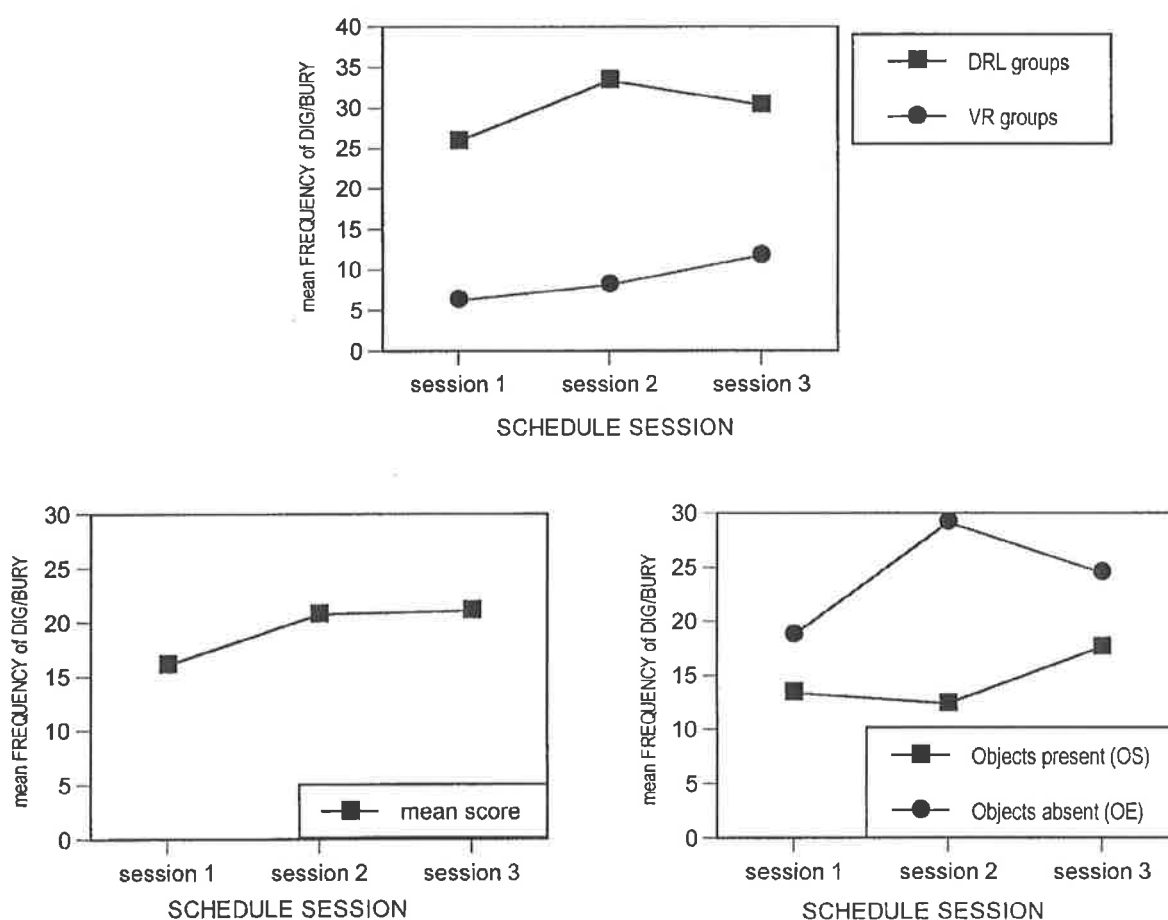 mean FREQUENCY of DIG/BURY
40
35
30
25
20
15
10
5
0
session 1 session 2 session 3
SCHEDULE SESSION
DRL groups
VR groups
mean FREQUENCY of DIG/BURY
30
25
20
15
10
5
0
mean score
session 1 session 2 session 3
SCHEDULE SESSION
mean FREQUENCY of DIG/BURY
30
25
20
15
10
5
0
Objects present (OS)
Objects absent (OE)
session 1 session 2 session 3
SCHEDULE SESSION